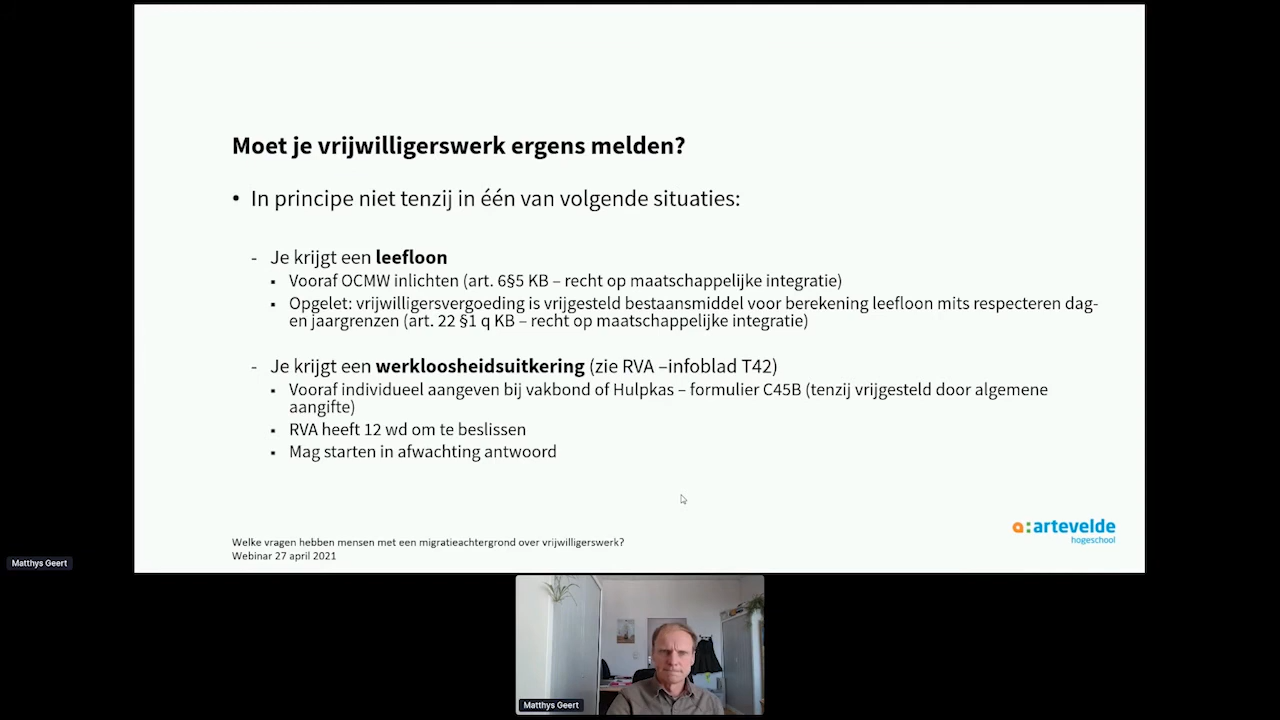 Moet je vrijwilligerswerk ergens melden?
• In principe niet tenzij in één van volgende situaties:
- Je krijgt een leefloon
▪ Vooraf OCMW inlichten (art. 6§5 KB – recht op maatschappelijke integratie)
▪ Opgelet: vrijwilligersvergoeding is vrijgesteld bestaansmiddel voor berekening leefloon mits respecteren dag-
en jaargrenzen (art. 22 §1 q KB – recht op maatschappelijke integratie)
- Je krijgt een werkloosheidsuitkering (zie RVA –infoblad T42)
▪ Vooraf individueel aangeven bij vakbond of Hulpkas – formulier C45B (tenzij vrijgesteld door algemene
aangifte)
▪ RVA heeft 12 wd om te beslissen
▪ Mag starten in afwachting antwoord
a:artevelde
hogeschool
Welke vragen hebben mensen met een migratieachtergrond over vrijwilligerswerk?
Webinar 27 april 2021
Matthys Geert
Matthys Geert